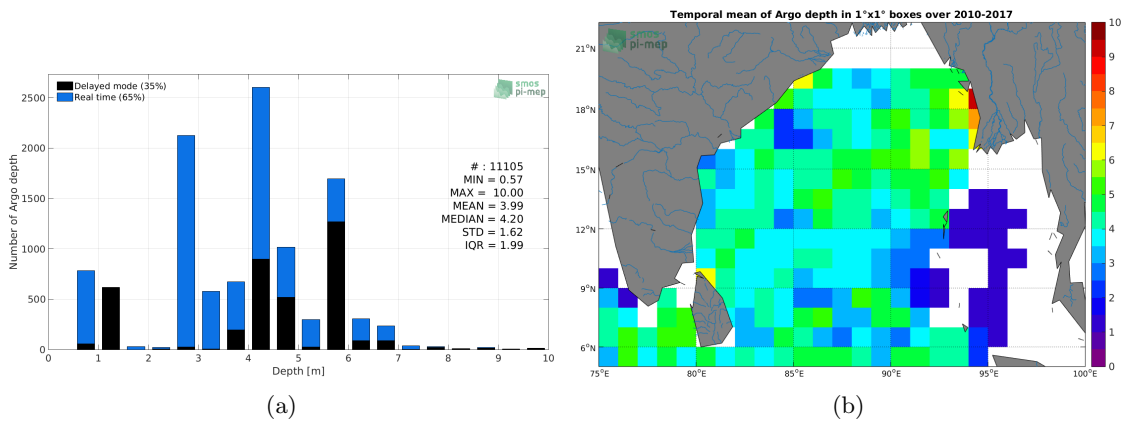 Delayed mode (35%)
Real time (65%)
smos
pi-mep
# : 11105
MIN = 0.57
MAX = 10.00
MEAN = 3.99
MEDIAN = 4.20
STD = 1.62
IQR = 1.99
Number of Argo depth
2500
2000
1500
1000
500
0
0 1 2 3 4 5 6 7 8 9 10
Depth [m]
(a)
Temporal mean of Argo depth in 1°x1° boxes over 2010-2017
smos
pi-mep
21°N
18°N
15°N
12°N
9°N
6°N
75°E 80°E 85°E 90°E 95°E 100°E
10
9
8
7
6
5
4
3
2
1
0
(b)